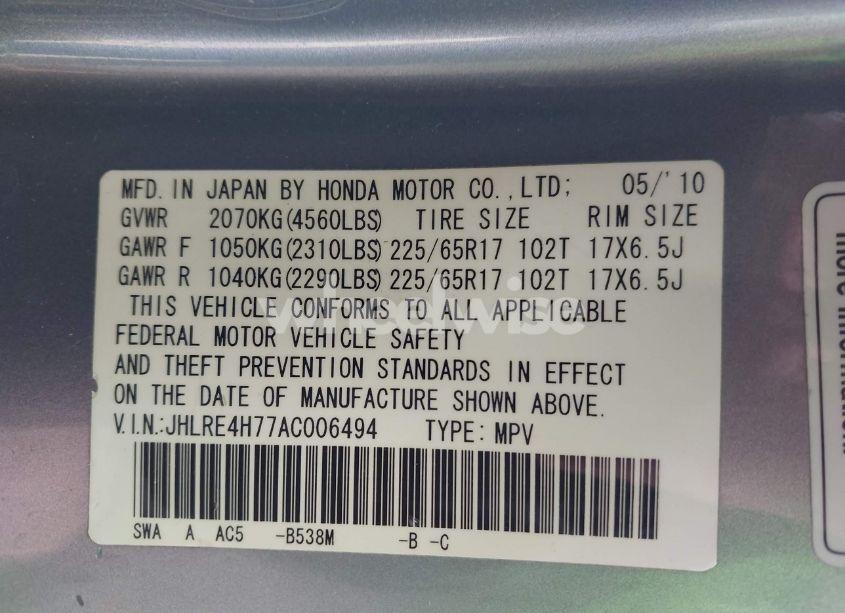 MFD. IN JAPAN BY HONDA MOTOR CO.,LTD; 05/'10
GVWR 2070KG(4560LBS) TIRE SIZE RIM SIZE
GAWR F 1050KG(2310LBS) 225/65R17 102T 17X6.5J
GAWR R 1040KG(2290LBS) 225/65R17 102T 17X6.5J
THIS VEHICLE CONFORMS TO ALL APPLICABLE
FEDERAL MOTOR VEHICLE SAFETY
AND THEFT PREVENTION STANDARDS IN EFFECT
ON THE DATE OF MANUFACTURE SHOWN ABOVE.
V.I.N.:JHLRE4H77AC006494 TYPE: MPV
SWA A AC5 -B538M -B -C
wheelwise
more information